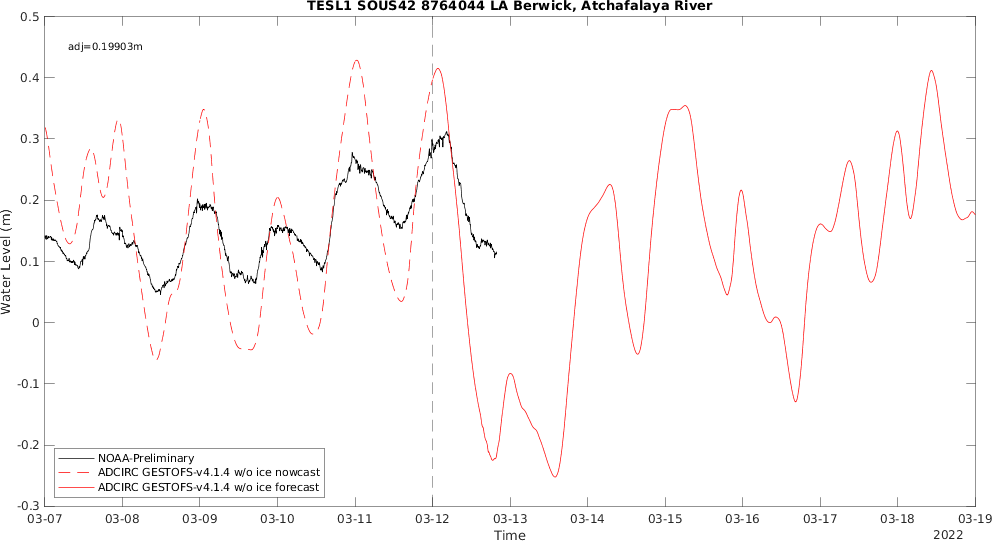 TESL1 SOUS42 8764044 LA Berwick, Atchafalaya River
adj=0.19903m
Water Level (m)
0.5
0.4
0.3
0.2
0.1
0
-0.1
-0.2
-0.3
NOAA-Preliminary
ADCIRC GESTOFS-v4.1.4 w/o ice nowcast
ADCIRC GESTOFS-v4.1.4 w/o ice forecast
03-07 03-08 03-09 03-10 03-11 03-12 03-13 03-14 03-15 03-16 03-17 03-18 03-19
Time
2022